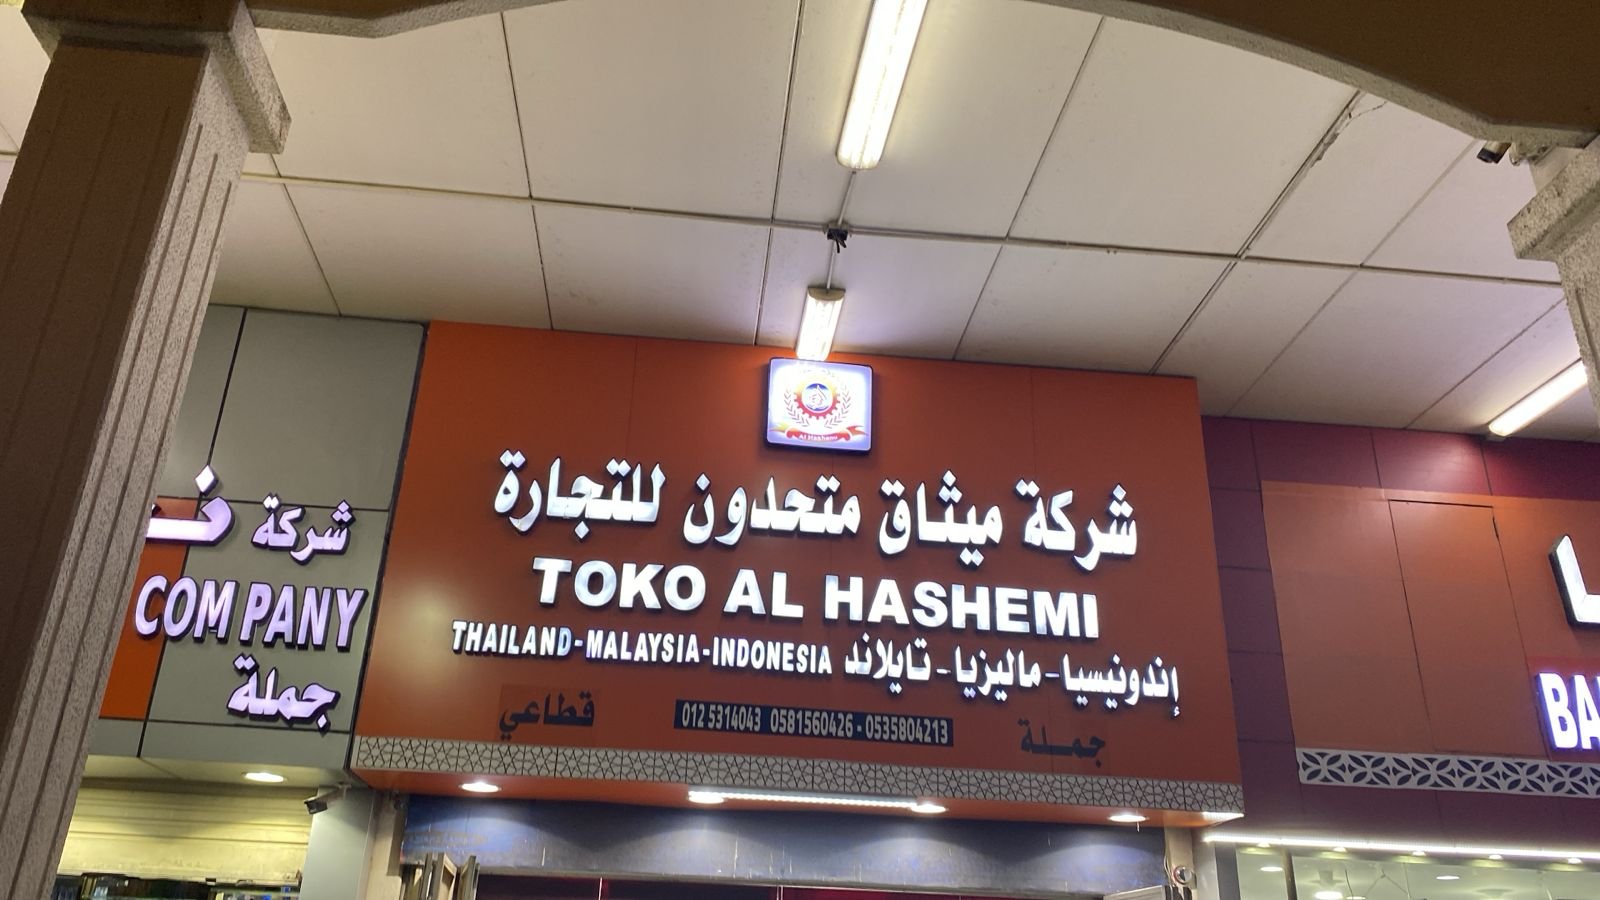 Al Hashemi
شركة ميثاق متحدون للتجارة
TOKO AL HASHEMI
THAILAND-MALAYSIA-INDONESIA إندونيسيا - ماليزيا - تايلاند
جملة 012 5314043 0581560426 - 0535804213 قطاعي
شركة
COMPANY
جملة